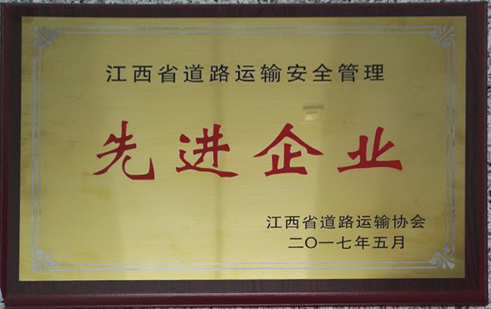 江西省道路运输安全管理
先进企业
江西省道路运输协会
二〇一七年五月